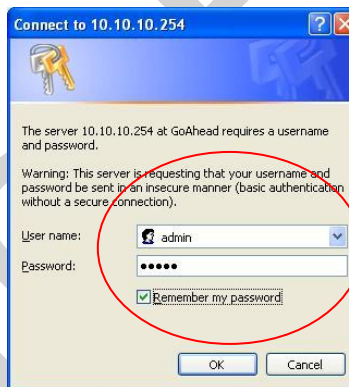 Connect to 10.10.10.254
The server 10.10.10.254 at GoAhead requires a username
and password.
Warning: This server is requesting that your username and
password be sent in an insecure manner (basic authentication
without a secure connection).
User name:
admin
Password:
•••••
Remember my password
OK
Cancel